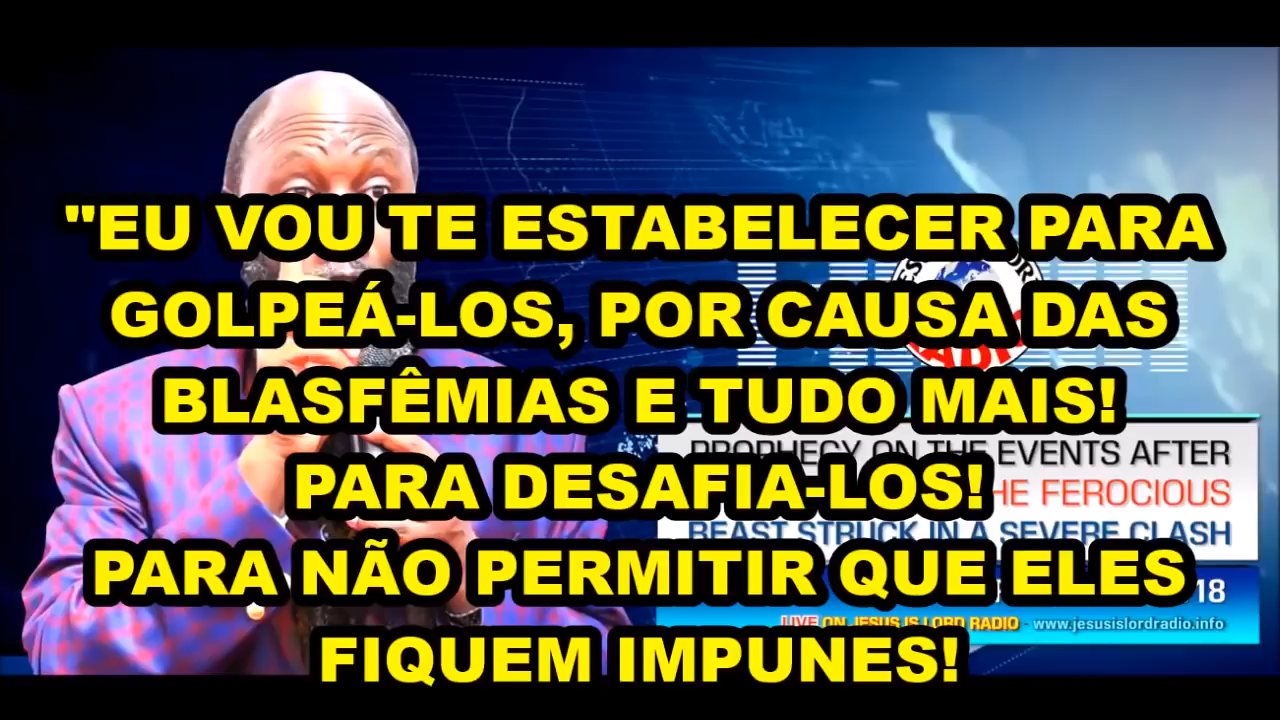 "EU VOU TE ESTABELECER PARA
GOLPEÁ-LOS, POR CAUSA DAS
BLASFÊMIAS E TUDO MAIS!
PARA DESAFIA-LOS!
PARA NÃO PERMITIR QUE ELES
FIQUEM IMPUNES!
PROPHECY ON THE EVENTS AFTER
HE FEROCIOUS
BEAST STRUCK IN A SEVERE CLASH
18
LIVE ON JESUS IS LORD RADIO - www.jesusislordradio.info